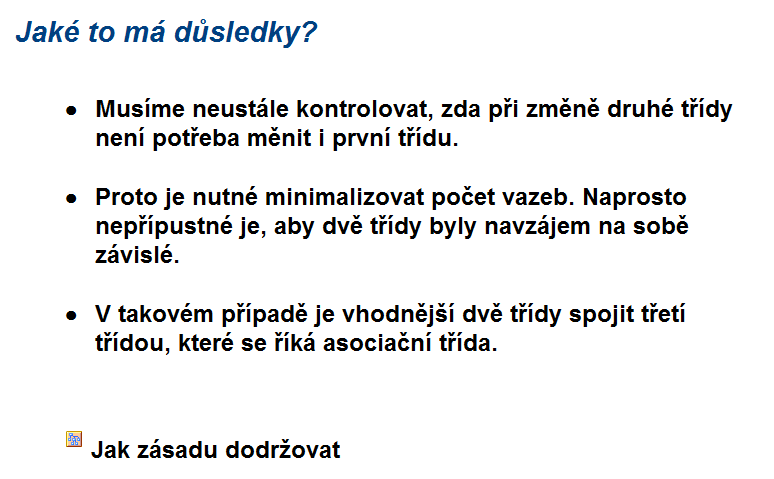 Jaké to má důsledky?
● Musíme neustále kontrolovat, zda při změně druhé třídy
není potřeba měnit i první třídu.
● Proto je nutné minimalizovat počet vazeb. Naprosto
nepřípustné je, aby dvě třídy byly navzájem na sobě
závislé.
● V takovém případě je vhodnější dvě třídy spojit třetí
třídou, které se říká asociační třída.
Jak zásadu dodržovat